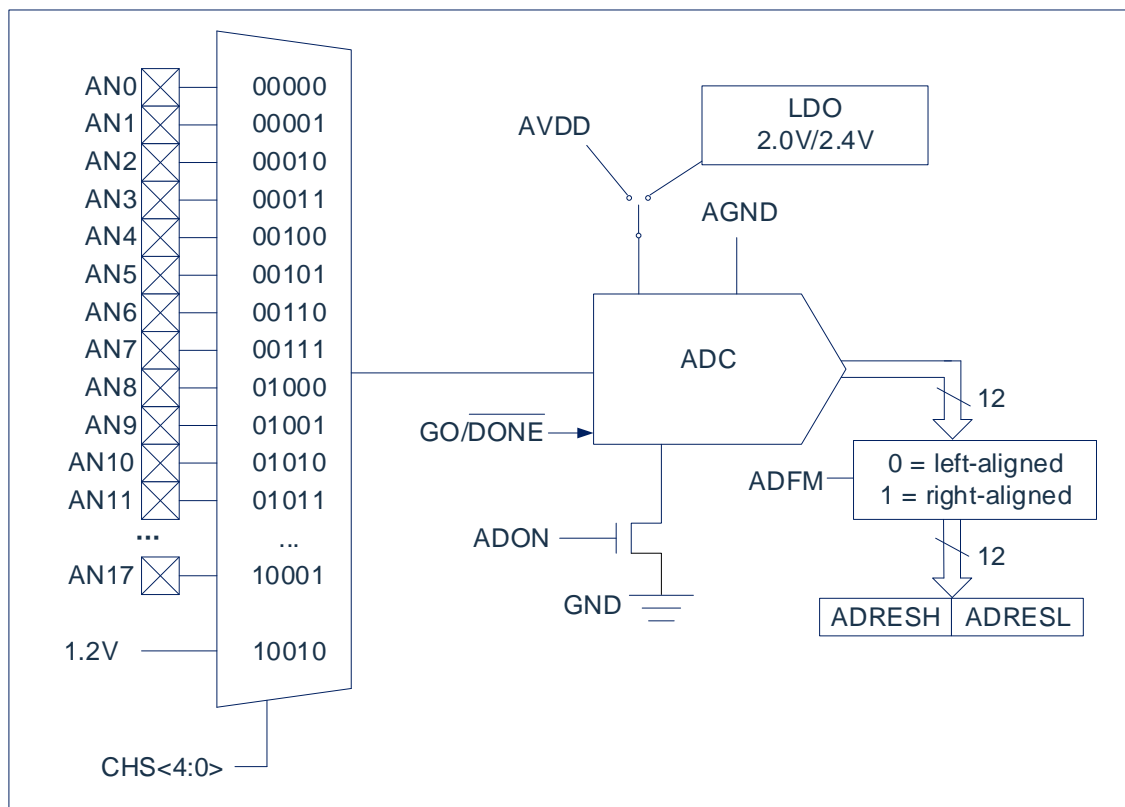 AN0 00000
AN1 00001
AN2 00010
AN3 00011
AN4 00100
AN5 00101
AN6 00110
AN7 00111
AN8 01000
AN9 01001
AN10 01010
AN11 01011
... ...
AN17 10001
1.2V 10010
CHS<4:0>
AVDD
LDO
2.0V/2.4V
AGND
ADC
GO/DONE
ADON
GND
12
ADFM
0 = left-aligned
1 = right-aligned
12
ADRESH ADRESL